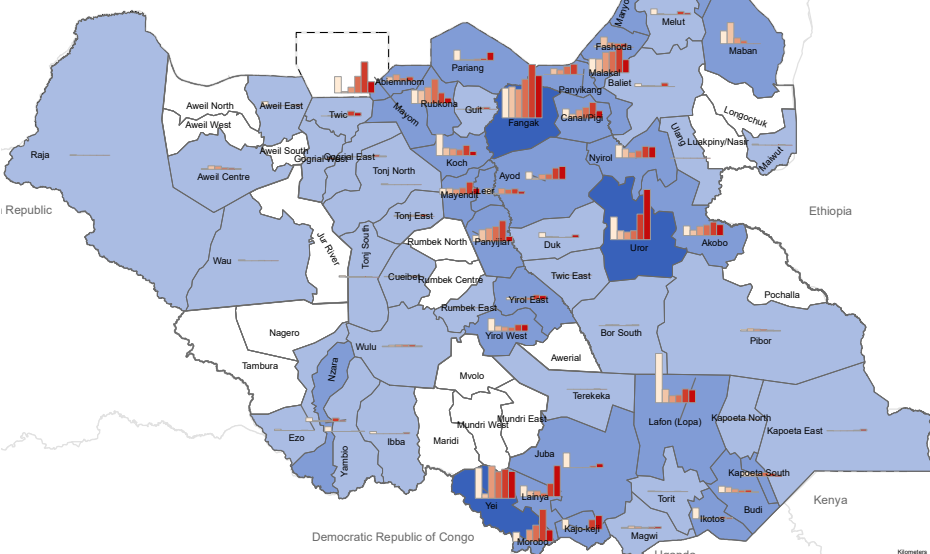 Manyo
Melut
Maban
Fashoda
Pariang
Malakal
Baliet
Abiemnhom
Panyikang
Rubkona
Guit
Mayom
Fangak
Canal/Pigi
Longochuk
Aweil North
Aweil East
Twic
Aweil West
Ulang
Luakpiny/Nasir
Maiwut
Raja
Aweil South
Gogrial West
Gogrial East
Aweil Centre
Tonj North
Koch
Ayod
Nyirol
Mayendit
Leer
Republic
Ethiopia
Tonj East
Jur River
Tonj South
Rumbek North
Panyijiar
Duk
Uror
Akobo
Wau
Cueibet
Rumbek Centre
Twic East
Pochalla
Rumbek East
Yirol East
Nagero
Yirol West
Bor South
Pibor
Wulu
Awerial
Tambura
Nzara
Mvolo
Terekeka
Mundri East
Mundri West
Lafon (Lopa)
Kapoeta North
Kapoeta East
Ezo
Ibba
Maridi
Yambio
Juba
Kapoeta South
Yei
Lainya
Torit
Ikotos
Budi
Kenya
Morobo
Kajo-keji
Magwi
Democratic Republic of Congo
Uganda
Kilometers